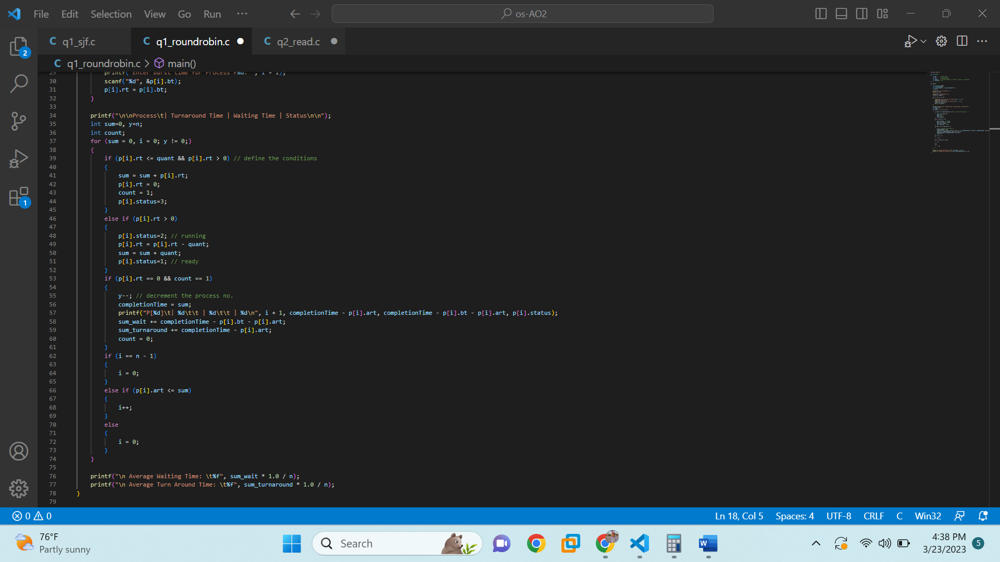 File Edit Selection View Go Run ··· os-AO2
q1_sjf.c q1_roundrobin.c q2_read.c
q1_roundrobin.c > main()
29 printf("Enter burst time for Process P%d: ", i + 1);
30 scanf("%d", &p[i].bt);
31 p[i].rt = p[i].bt;
32 }
33
34 printf("\n\nProcess\t| Turnaround Time | Waiting Time | Status\n\n");
35 int sum=0, y=n;
36 int count;
37 for (sum = 0, i = 0; y != 0;)
38 {
39 if (p[i].rt <= quant && p[i].rt > 0) // define the conditions
40 {
41 sum = sum + p[i].rt;
42 p[i].rt = 0;
43 count = 1;
44 p[i].status=3;
45 }
46 else if (p[i].rt > 0)
47 {
48 p[i].status=2; // running
49 p[i].rt = p[i].rt - quant;
50 sum = sum + quant;
51 p[i].status=1; // ready
52 }
53 if (p[i].rt == 0 && count == 1)
54 {
55 y--; // decrement the process no.
56 completionTime = sum;
57 printf("P[%d]\t| %d\t\t | %d\t\t | %d\n", i + 1, completionTime - p[i].art, completionTime - p[i].bt - p[i].art, p[i].status);
58 sum_wait += completionTime - p[i].bt - p[i].art;
59 sum_turnaround += completionTime - p[i].art;
60 count = 0;
61 }
62 if (i == n - 1)
63 {
64 i = 0;
65 }
66 else if (p[i].art <= sum)
67 {
68 i++;
69 }
70 else
71 {
72 i = 0;
73 }
74 }
75
76 printf("\n Average Waiting Time: \t%f", sum_wait * 1.0 / n);
77 printf("\n Average Turn Around Time: \t%f", sum_turnaround * 1.0 / n);
78 }
79
0 0 Ln 18, Col 5 Spaces: 4 UTF-8 CRLF C Win32
76°F
Partly sunny
Search
4:38 PM
3/23/2023
5